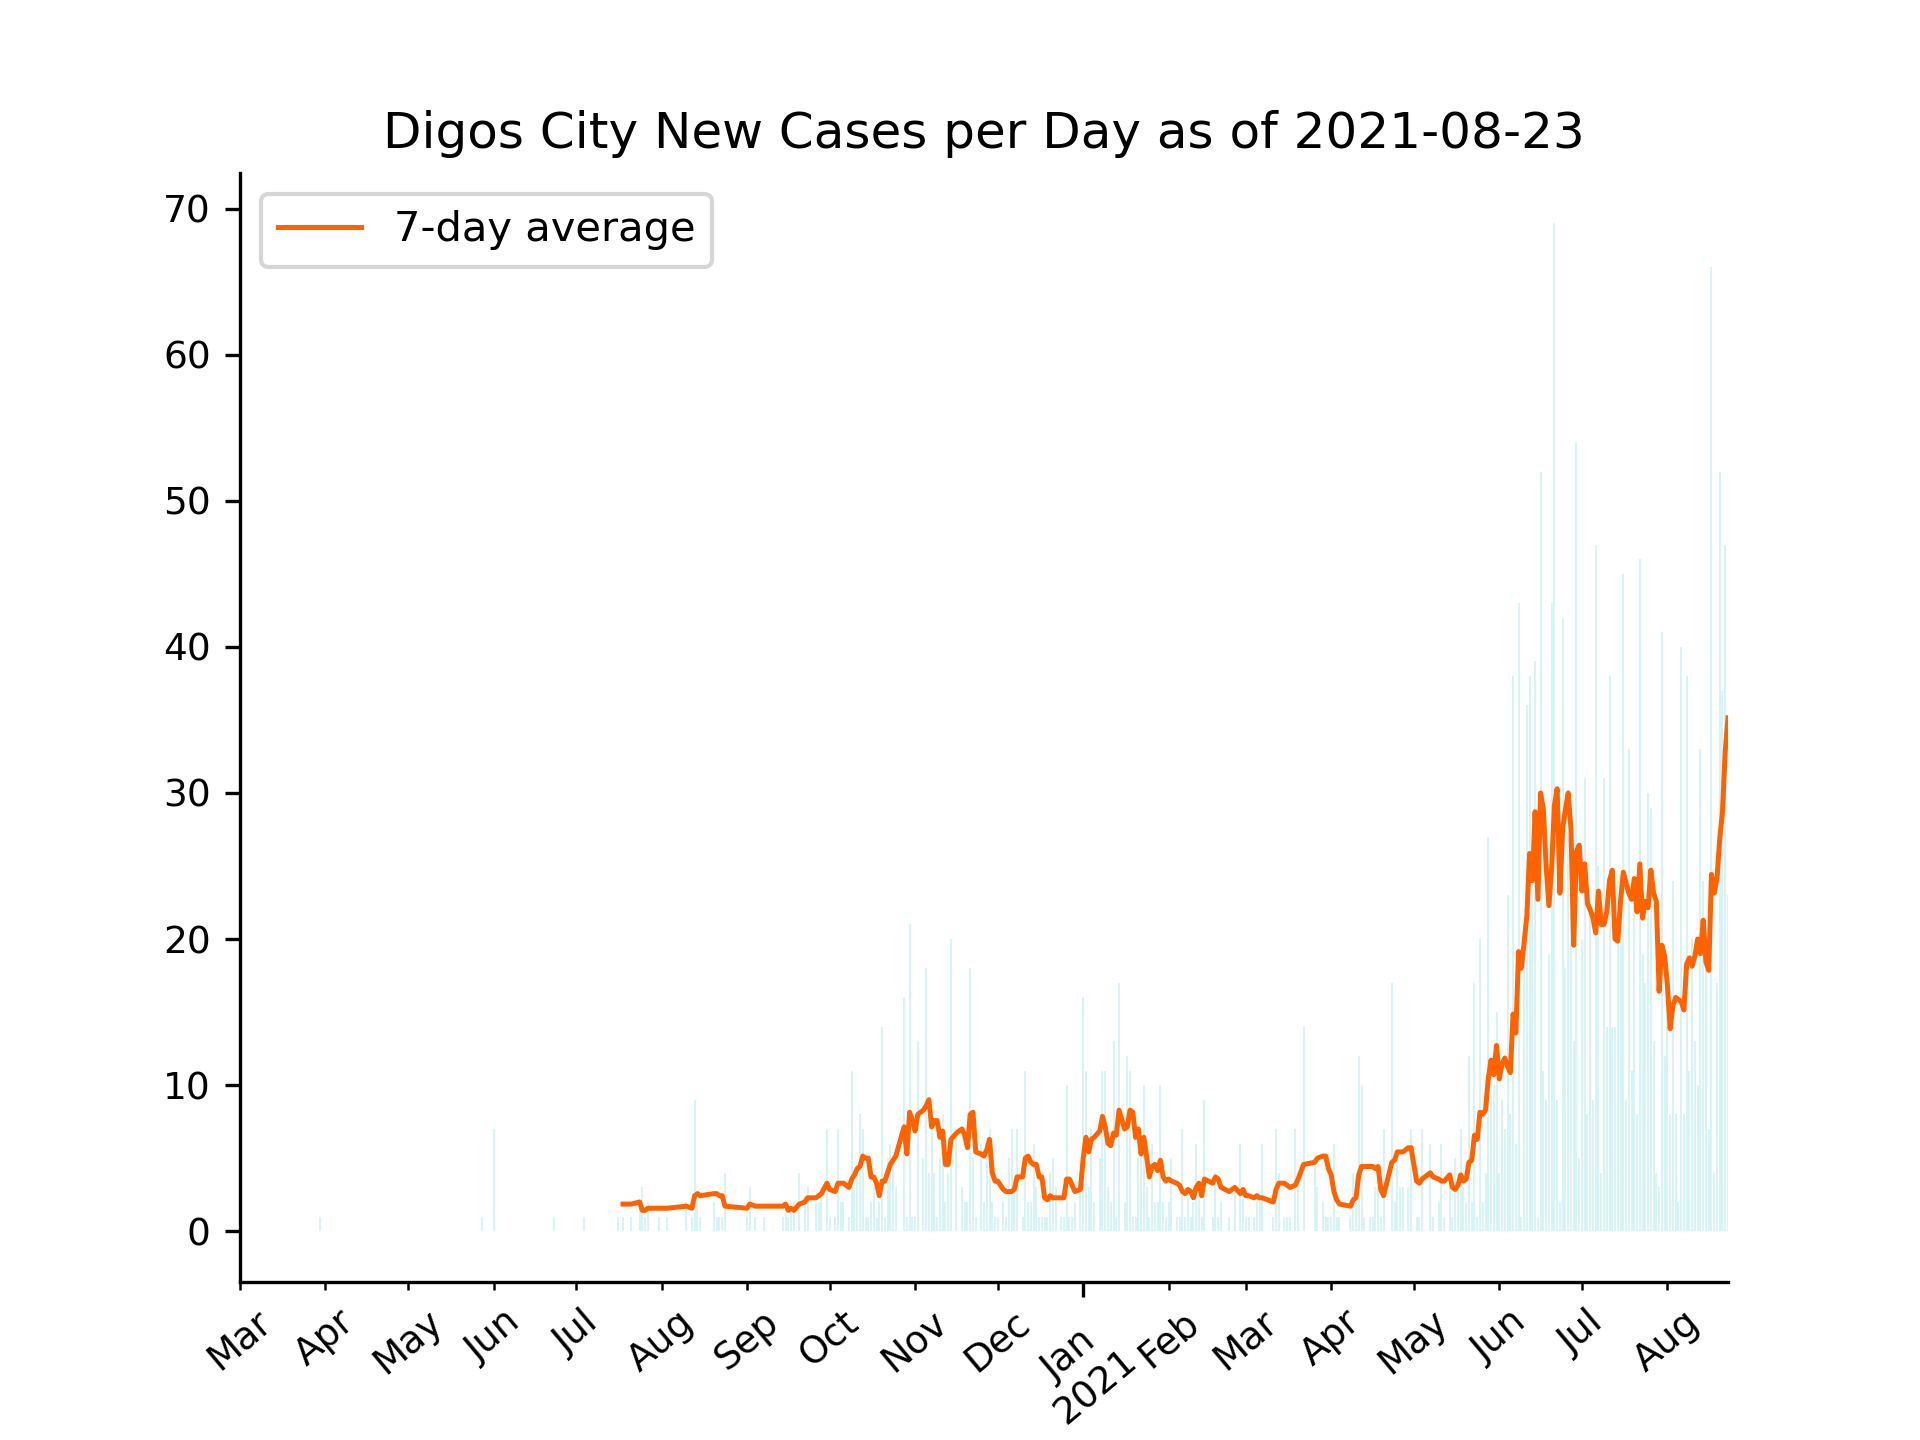 Digos City New Cases per Day as of 2021-08-23
7-day average
70
60
50
40
30
20
10
0
Mar
Apr
May
Jun
Jul
Aug
Sep
Oct
Nov
Dec
Jan
2021
Feb
Mar
Apr
May
Jun
Jul
Aug